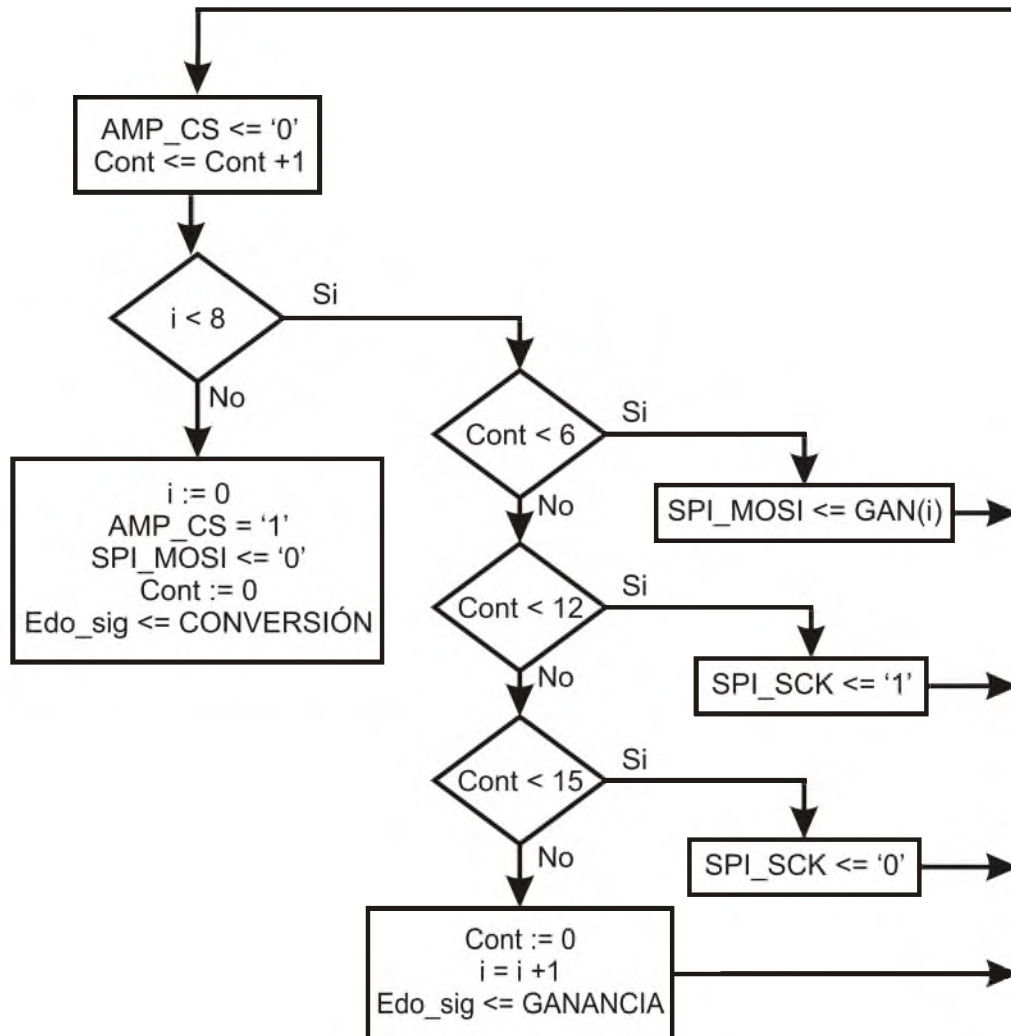 AMP_CS <= ‘0’
Cont <= Cont +1
i < 8
Si
No
i := 0
AMP_CS = ‘1’
SPI_MOSI <= ‘0’
Cont := 0
Edo_sig <= CONVERSIÓN
Cont < 6
Si
No
SPI_MOSI <= GAN(i)
Cont < 12
Si
No
SPI_SCK <= ‘1’
Cont < 15
Si
No
SPI_SCK <= ‘0’
Cont := 0
i = i +1
Edo_sig <= GANANCIA